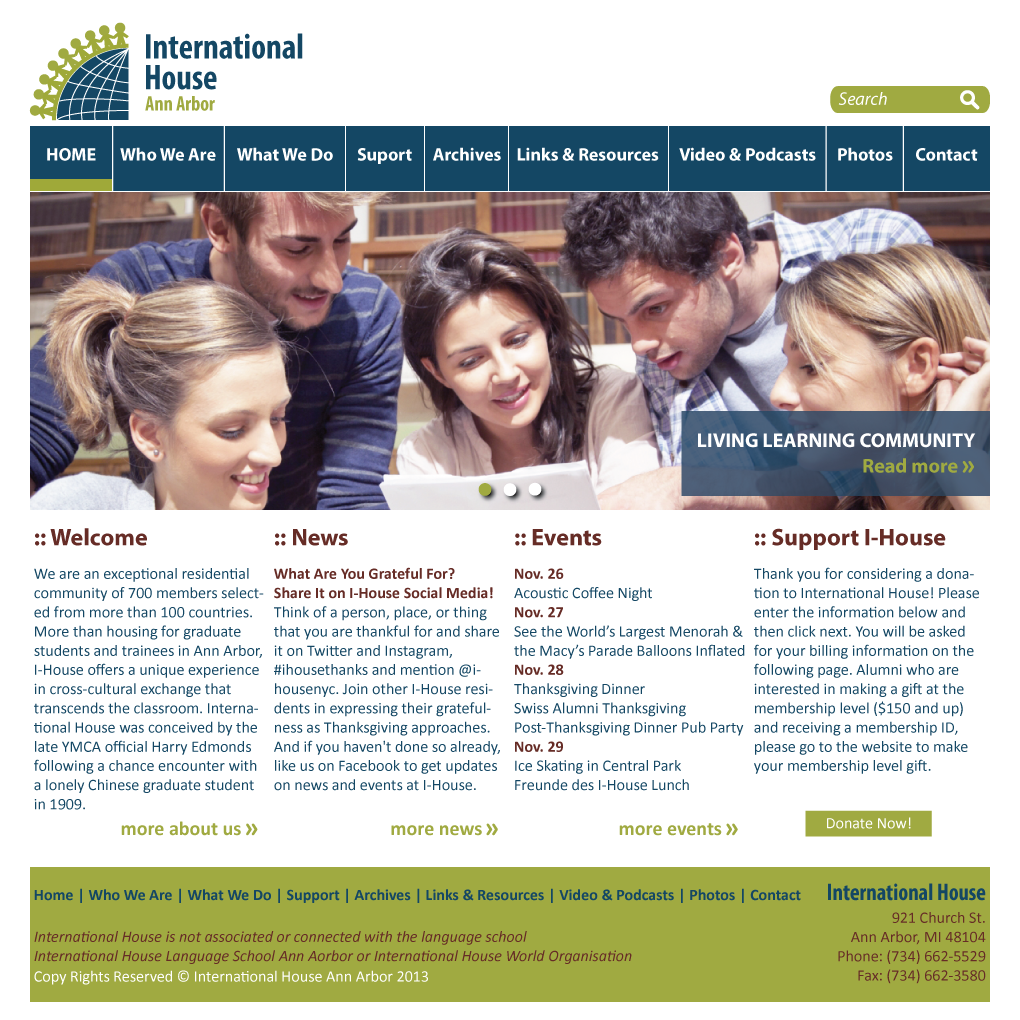 International
House
Ann Arbor
Search
HOME Who We Are What We Do Suport Archives Links & Resources Video & Podcasts Photos Contact
LIVING LEARNING COMMUNITY
Read more »
:: Welcome
We are an exceptional residential
community of 700 members select-
ed from more than 100 countries.
More than housing for graduate
students and trainees in Ann Arbor,
I-House offers a unique experience
in cross-cultural exchange that
transcends the classroom. Interna-
tional House was conceived by the
late YMCA official Harry Edmonds
following a chance encounter with
a lonely Chinese graduate student
in 1909.
more about us »
:: News
What Are You Grateful For?
Share It on I-House Social Media!
Think of a person, place, or thing
that you are thankful for and share
it on Twitter and Instagram,
#ihousethanks and mention @i-
housenyc. Join other I-House resi-
dents in expressing their grateful-
ness as Thanksgiving approaches.
And if you haven't done so already,
like us on Facebook to get updates
on news and events at I-House.
more news »
:: Events
Nov. 26
Acoustic Coffee Night
Nov. 27
See the World's Largest Menorah &
the Macy's Parade Balloons Inflated
Nov. 28
Thanksgiving Dinner
Swiss Alumni Thanksgiving
Post-Thanksgiving Dinner Pub Party
Nov. 29
Ice Skating in Central Park
Freunde des I-House Lunch
more events »
:: Support I-House
Thank you for considering a dona-
tion to International House! Please
enter the information below and
then click next. You will be asked
for your billing information on the
following page. Alumni who are
interested in making a gift at the
membership level ($150 and up)
and receiving a membership ID,
please go to the website to make
your membership level gift.
Donate Now!
Home | Who We Are | What We Do | Support | Archives | Links & Resources | Video & Podcasts | Photos | Contact
International House is not associated or connected with the language school
International House Language School Ann Aorbor or International House World Organisation
Copy Rights Reserved © International House Ann Arbor 2013
International House
921 Church St.
Ann Arbor, MI 48104
Phone: (734) 662-5529
Fax: (734) 662-3580